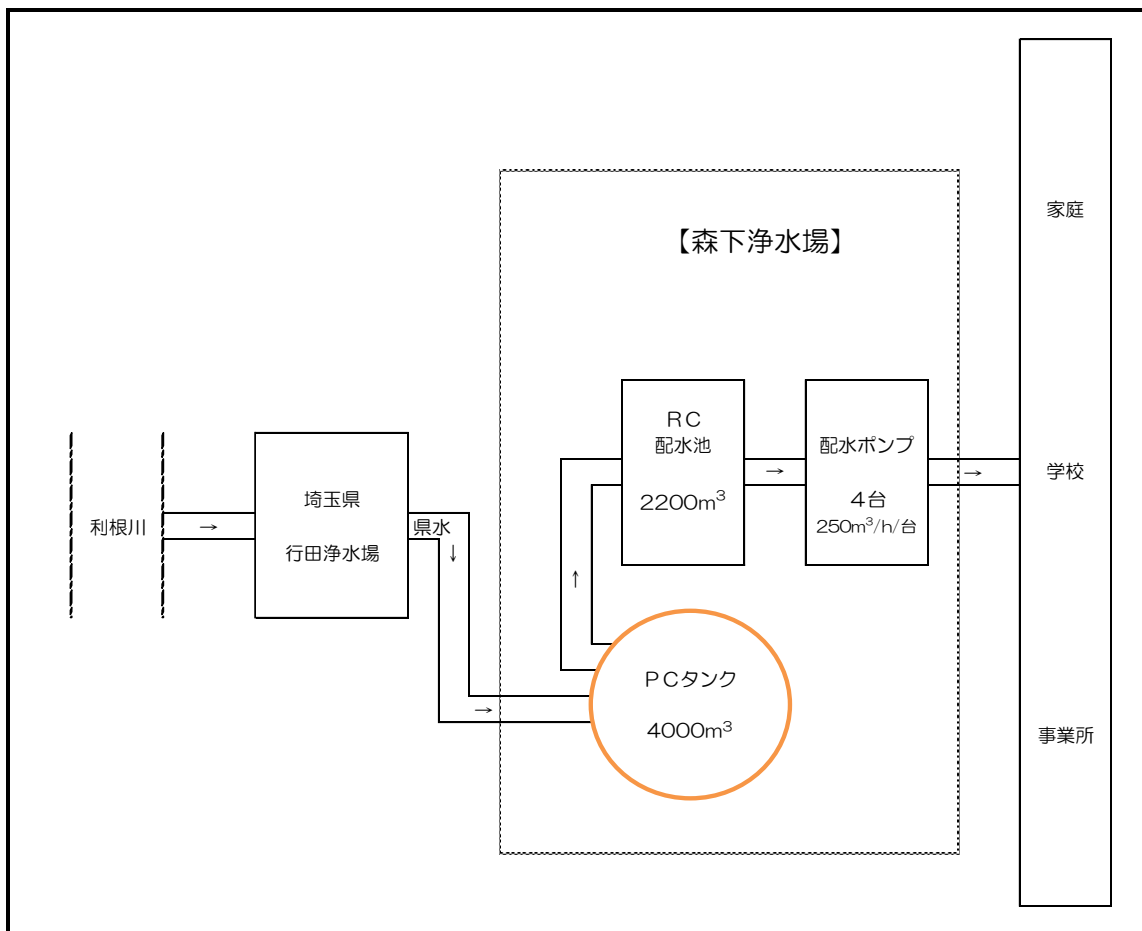 利根川
→
埼玉県
行田浄水場
県水
↓
→
【森下浄水場】
PCタンク
4000m³
↑
RC
配水池
2200m³
→
配水ポンプ
4台
250m³/h/台
→
家庭
学校
事業所